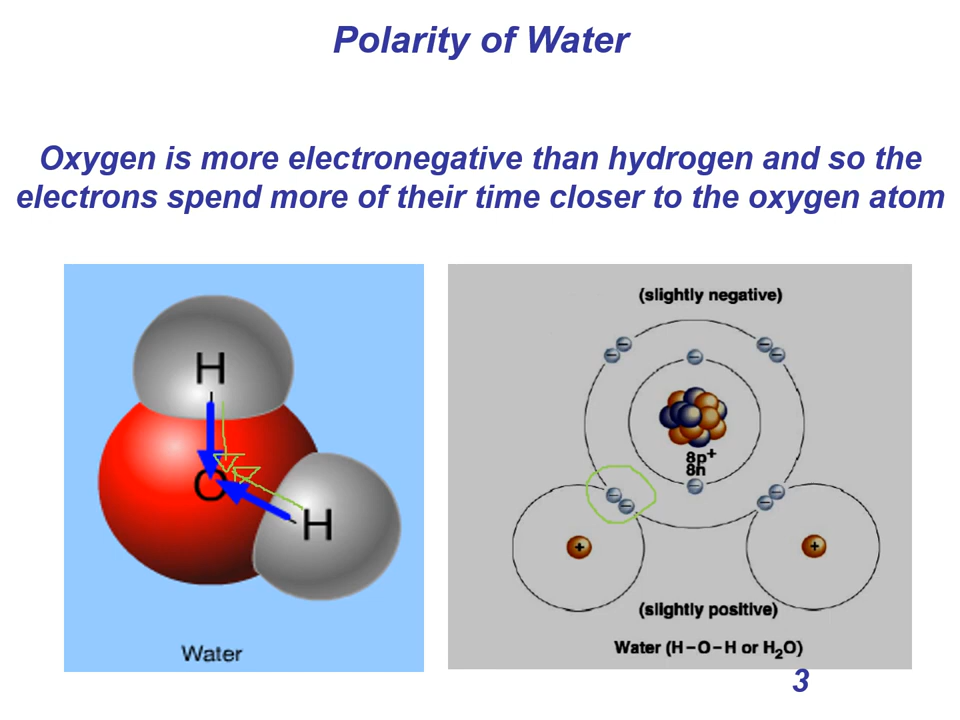 Polarity of Water
Oxygen is more electronegative than hydrogen and so the
electrons spend more of their time closer to the oxygen atom
H
O
H
Water
(slightly negative)
8p+
8n
+
+
(slightly positive)
Water (H–O–H or H₂O)
3